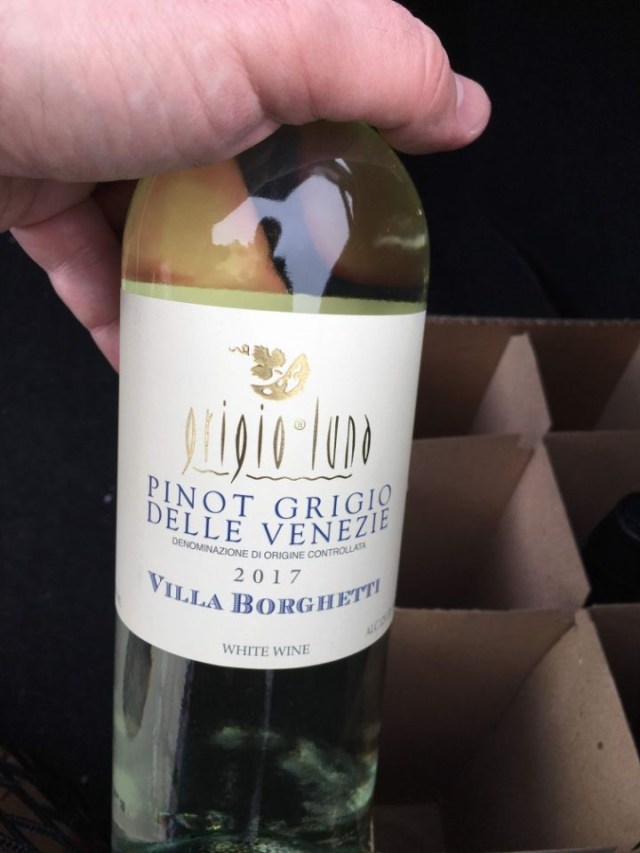 grigio® luna
PINOT GRIGIO
DELLE VENEZIE
DENOMINAZIONE DI ORIGINE CONTROLLATA
2017
VILLA BORGHETTI
WHITE WINE